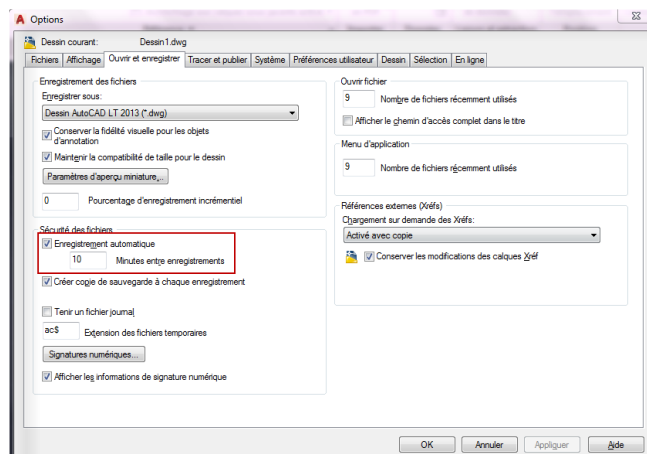 Options
Dessin courant: Dessin1.dwg
Fichiers Affichage Ouvrir et enregistrer Tracer et publier Système Préférences utilisateur Dessin Sélection En ligne
Enregistrement des fichiers
Enregistrer sous:
Dessin AutoCAD LT 2013 (*.dwg)
Conserver la fidélité visuelle pour les objets
d'annotation
Maintenir la compatibilité de taille pour le dessin
Paramètres d'aperçu miniature...
0 Pourcentage d'enregistrement incrémentiel
Sécurité des fichiers
Enregistrement automatique
10 Minutes entre enregistrements
Créer copie de sauvegarde à chaque enregistrement
Tenir un fichier journal
ac$ Extension des fichiers temporaires
Signatures numériques...
Afficher les informations de signature numérique
Ouvrir fichier
9 Nombre de fichiers récemment utilisés
Afficher le chemin d'accès complet dans le titre
Menu d'application
9 Nombre de fichiers récemment utilisés
Références externes (Xréfs)
Chargement sur demande des Xréfs:
Activé avec copie
Conserver les modifications des calques Xréf
OK Annuler Appliquer Aide